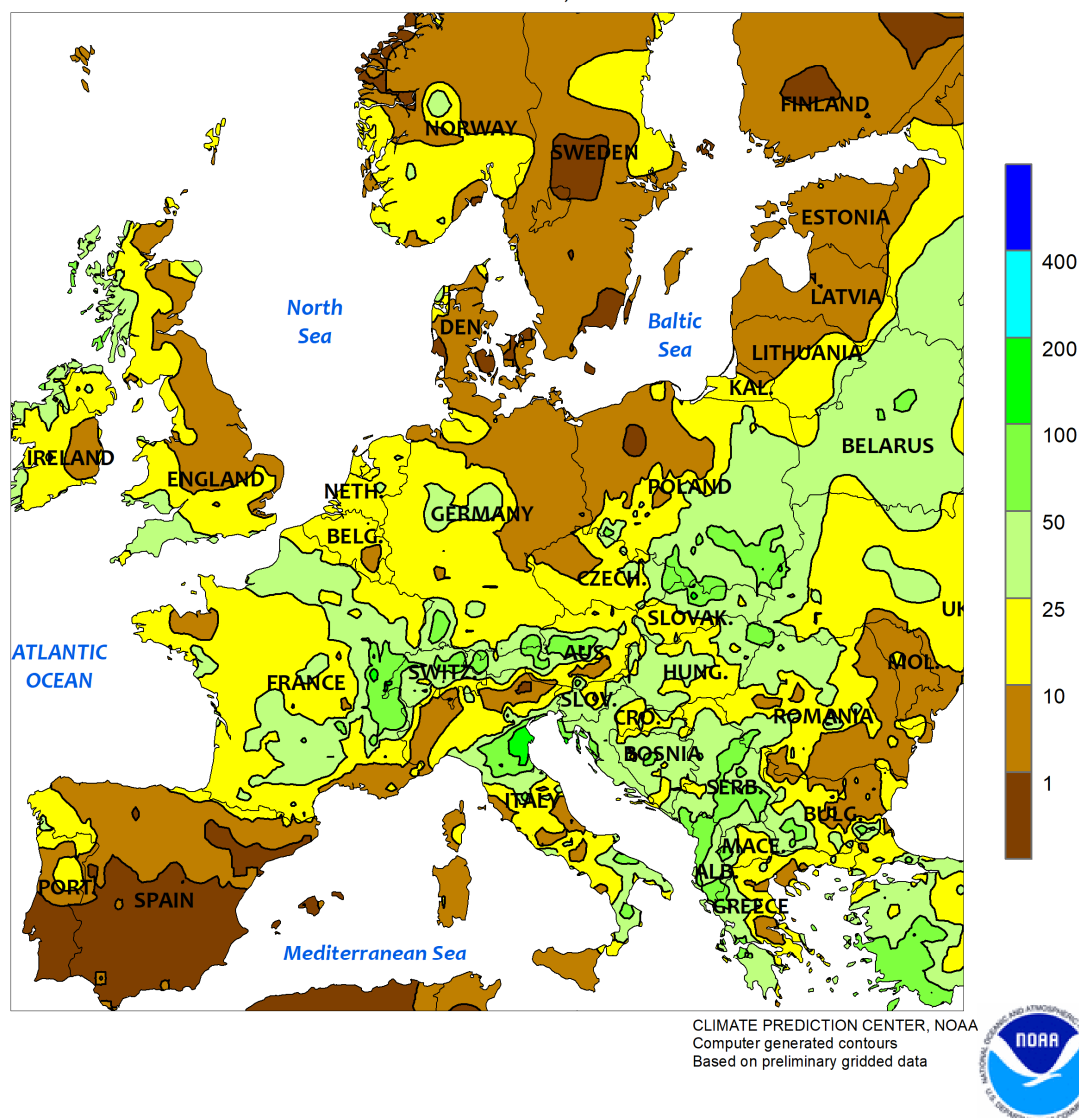 FINLAND
NORWAY
SWEDEN
ESTONIA
North
Sea
LATVIA
DEN.
Baltic
Sea
LITHUANIA
KAL.
BELARUS
IRELAND
ENGLAND
NETH.
POLAND
GERMANY
BELG.
CZECH.
UK
SLOVAK.
ATLANTIC
OCEAN
AUS.
MOL.
SWITZ.
HUNG.
FRANCE
SLOV.
CRO.
ROMANIA
BOSNIA
SERB.
ITALY
BULG.
MACE.
ALB.
PORT.
SPAIN
GREECE
Mediterranean Sea
400
200
100
50
25
10
1
CLIMATE PREDICTION CENTER, NOAA
Computer generated contours
Based on preliminary gridded data
NOAA